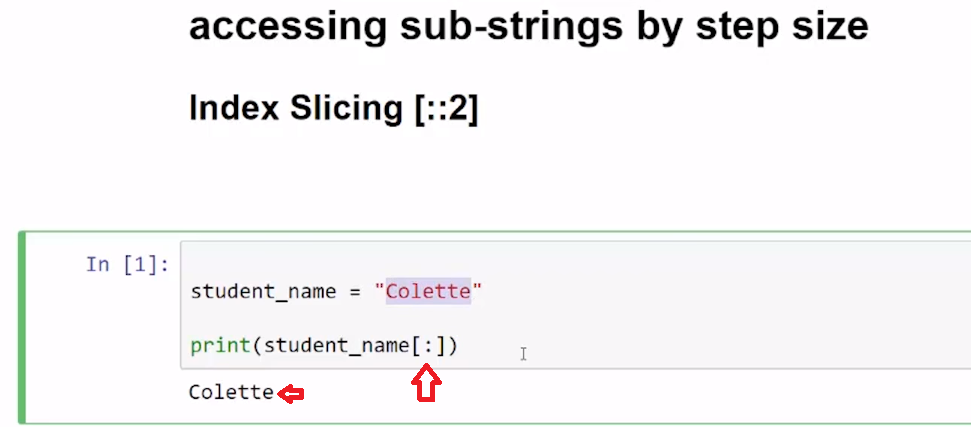 accessing sub-strings by step size
Index Slicing [::2]
In [1]:
student_name = "Colette"
print(student_name[:])
Colette